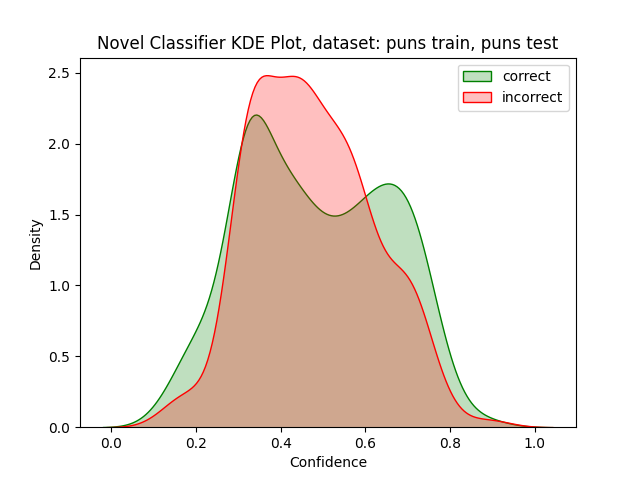 Novel Classifier KDE Plot, dataset: puns train, puns test
correct
incorrect
Density
2.5
2.0
1.5
1.0
0.5
0.0
0.0 0.2 0.4 0.6 0.8 1.0
Confidence